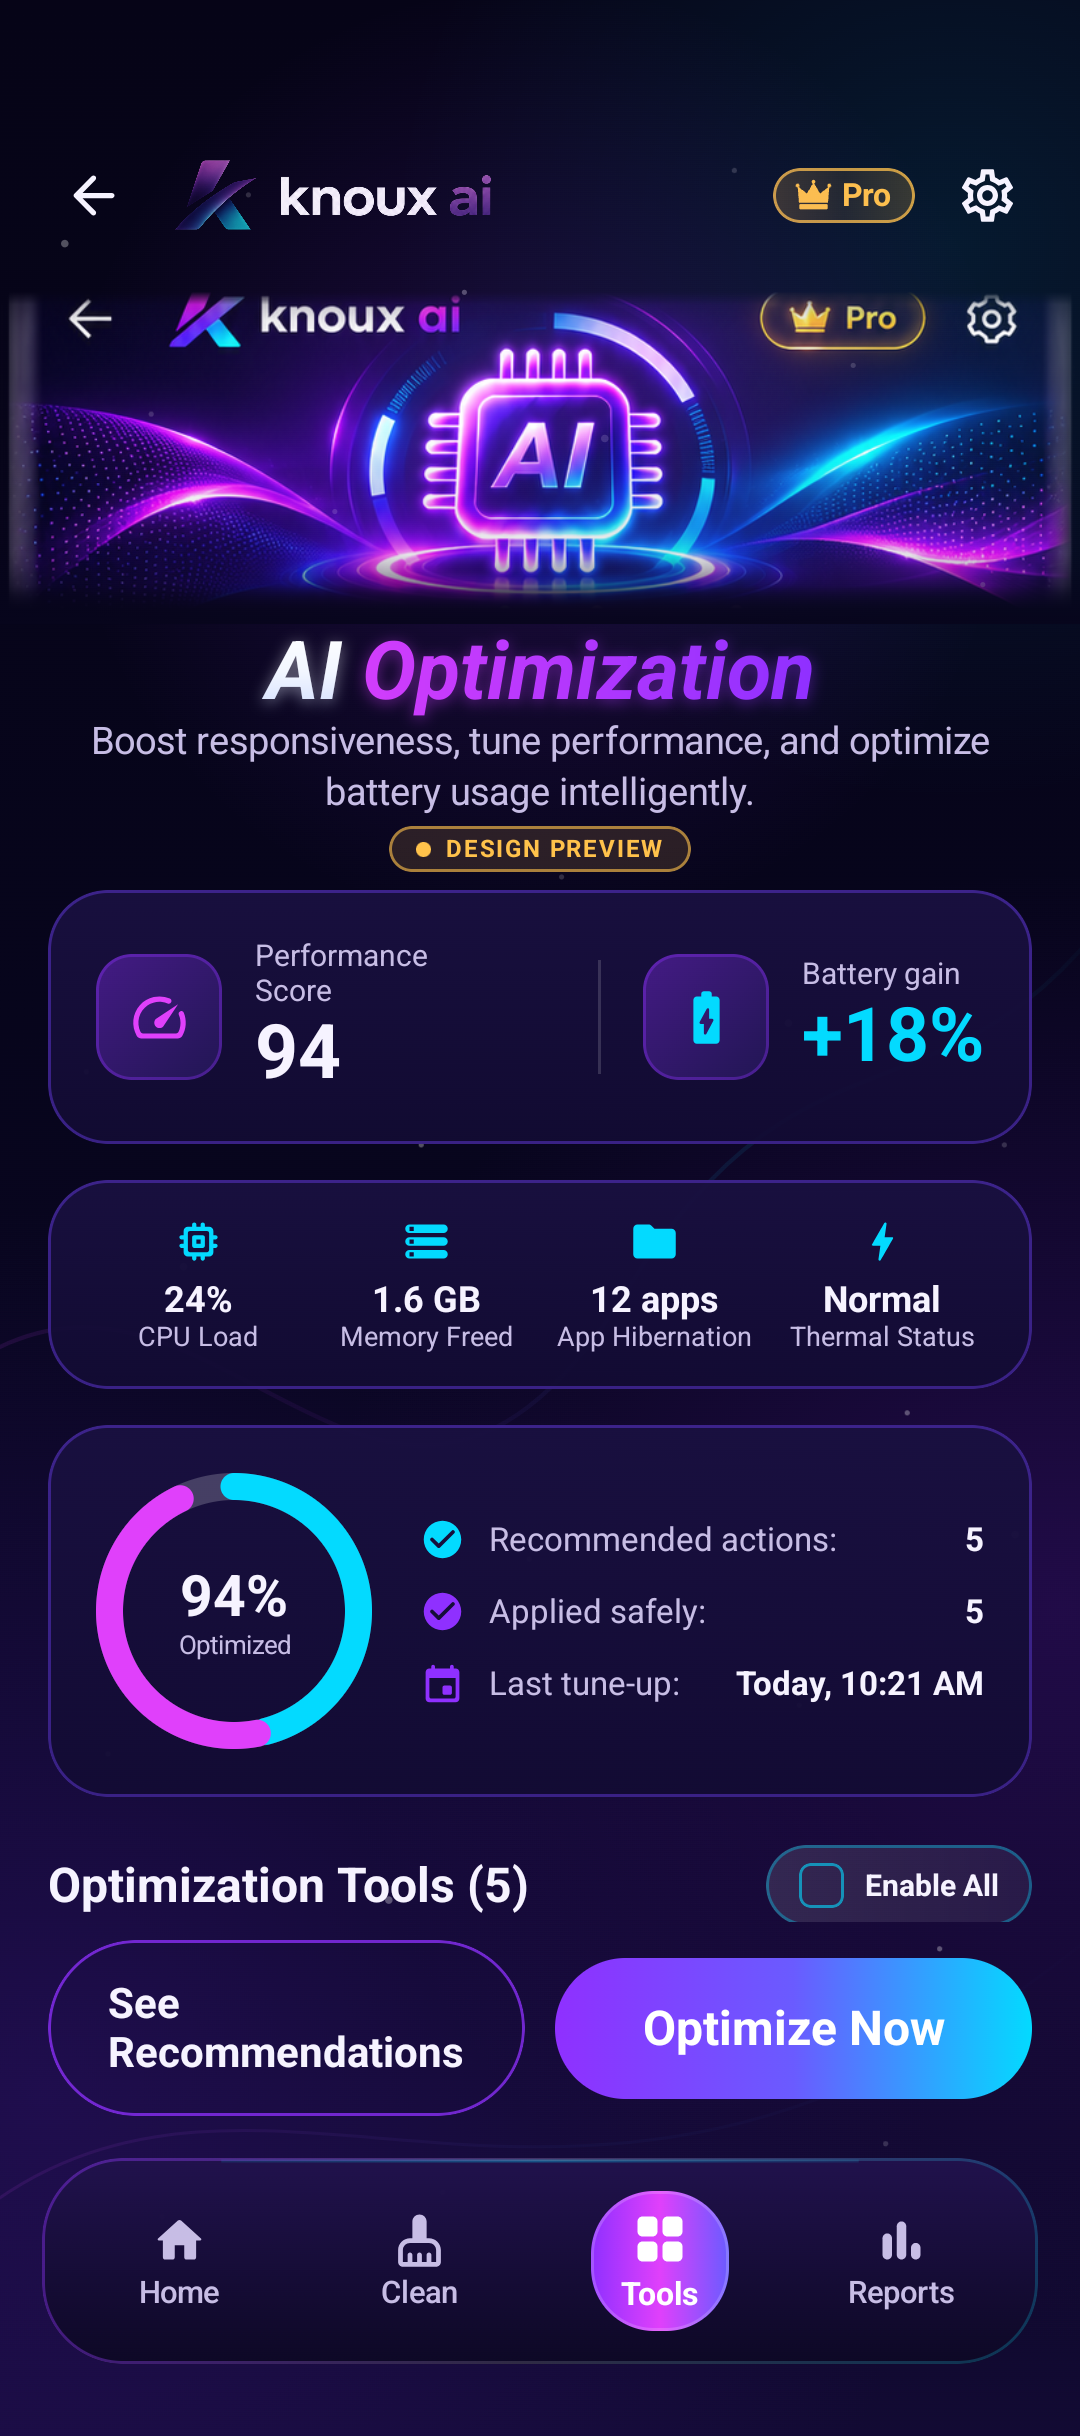 knoux ai
Pro
knoux ai
Pro
AI
AI Optimization
Boost responsiveness, tune performance, and optimize
battery usage intelligently.
DESIGN PREVIEW
Performance
Score
94
Battery gain
+18%
24%
CPU Load
1.6 GB
Memory Freed
12 apps
App Hibernation
Normal
Thermal Status
94%
Optimized
Recommended actions: 5
Applied safely: 5
Last tune-up: Today, 10:21 AM
Optimization Tools (5)
Enable All
See
Recommendations
Optimize Now
Home
Clean
Tools
Reports